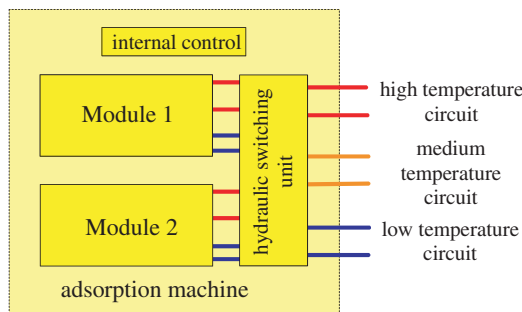 internal control
Module 1
Module 2
hydraulic switching
unit
high temperature
circuit
medium
temperature
circuit
low temperature
circuit
adsorption machine